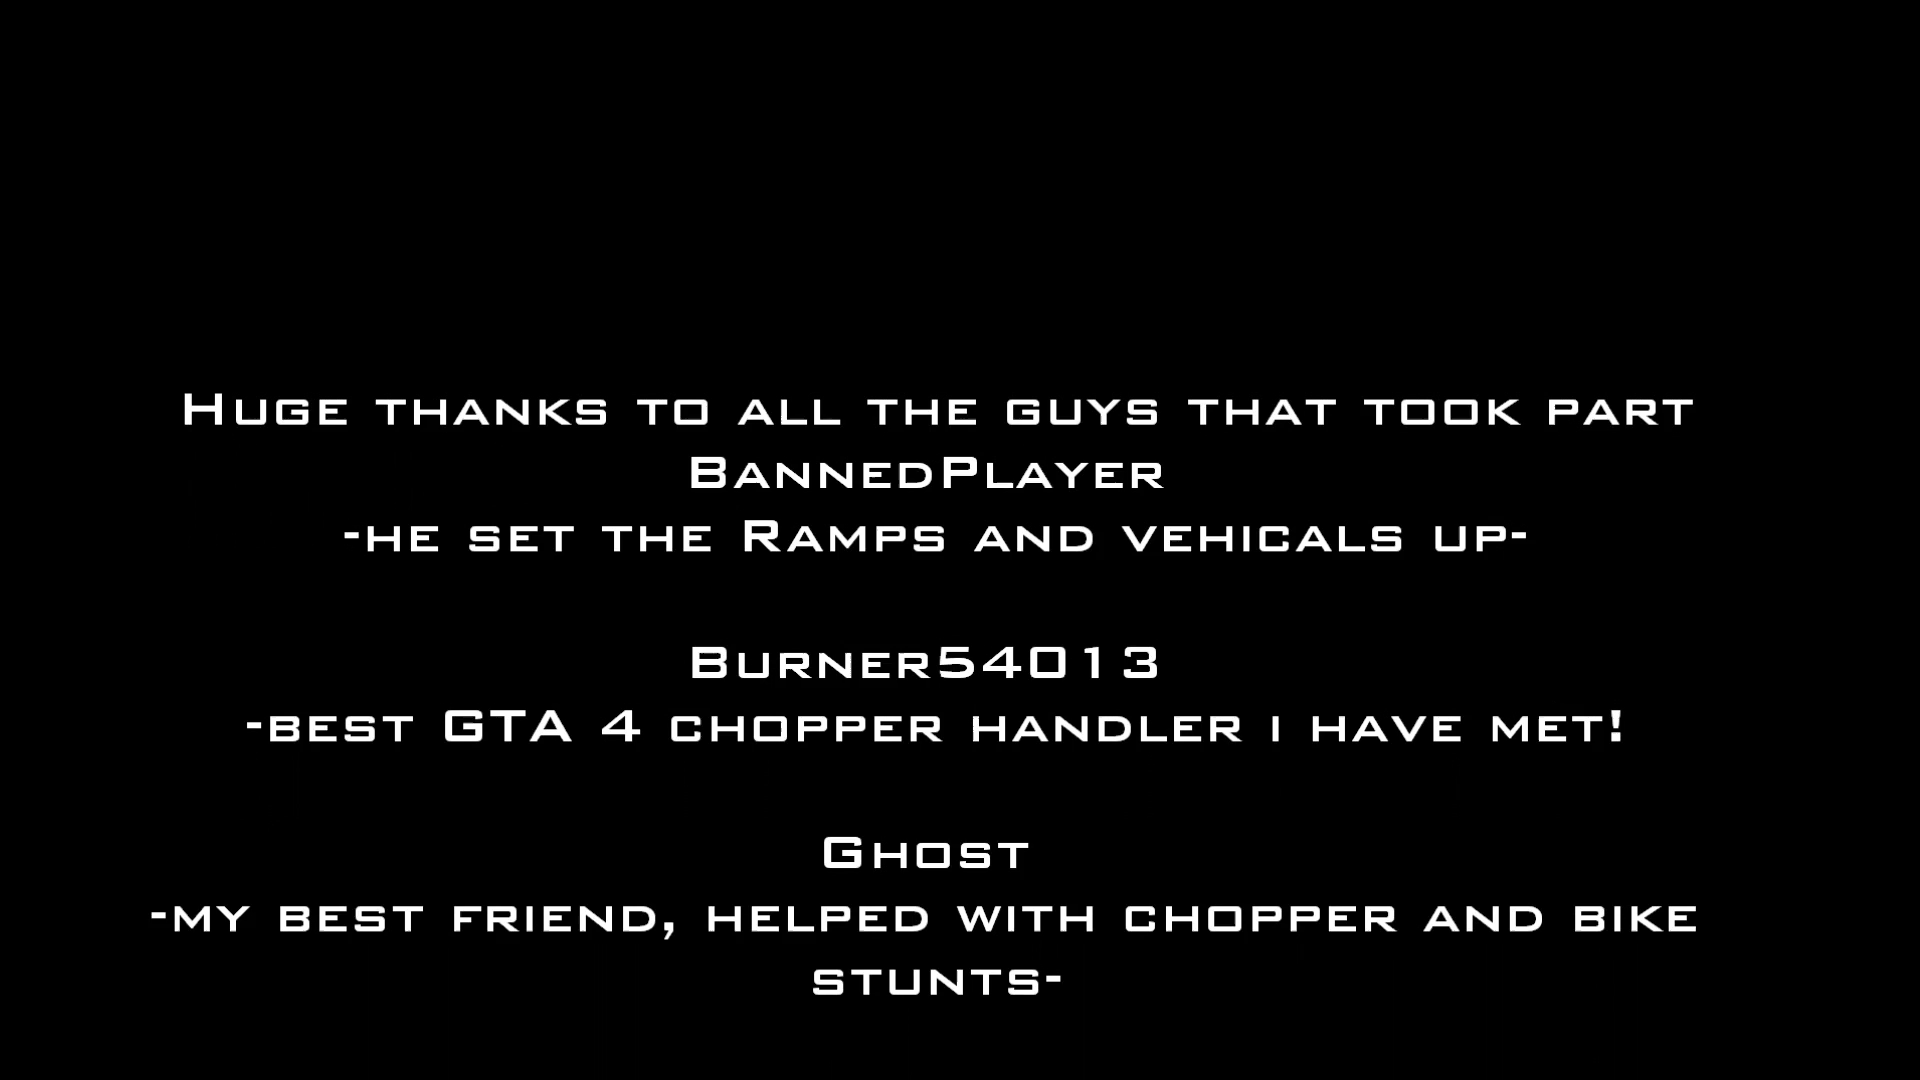 Huge thanks to all the guys that took part
BannedPlayer
-he set the Ramps and vehicals up-
Burner54013
-best GTA 4 chopper handler i have met!
Ghost
-my best friend, helped with chopper and bike
stunts-